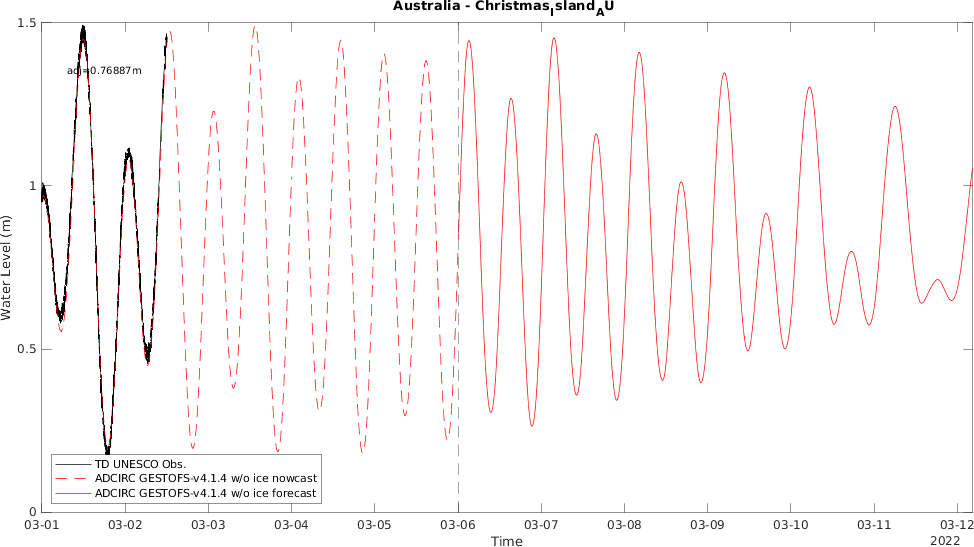 Australia - ChristmasIslandAU
1.5
adj=0.76887m
1
Water Level (m)
0.5
TD UNESCO Obs.
ADCIRC GESTOFS-v4.1.4 w/o ice nowcast
ADCIRC GESTOFS-v4.1.4 w/o ice forecast
0
03-01 03-02 03-03 03-04 03-05 03-06 03-07 03-08 03-09 03-10 03-11 03-12
Time
2022